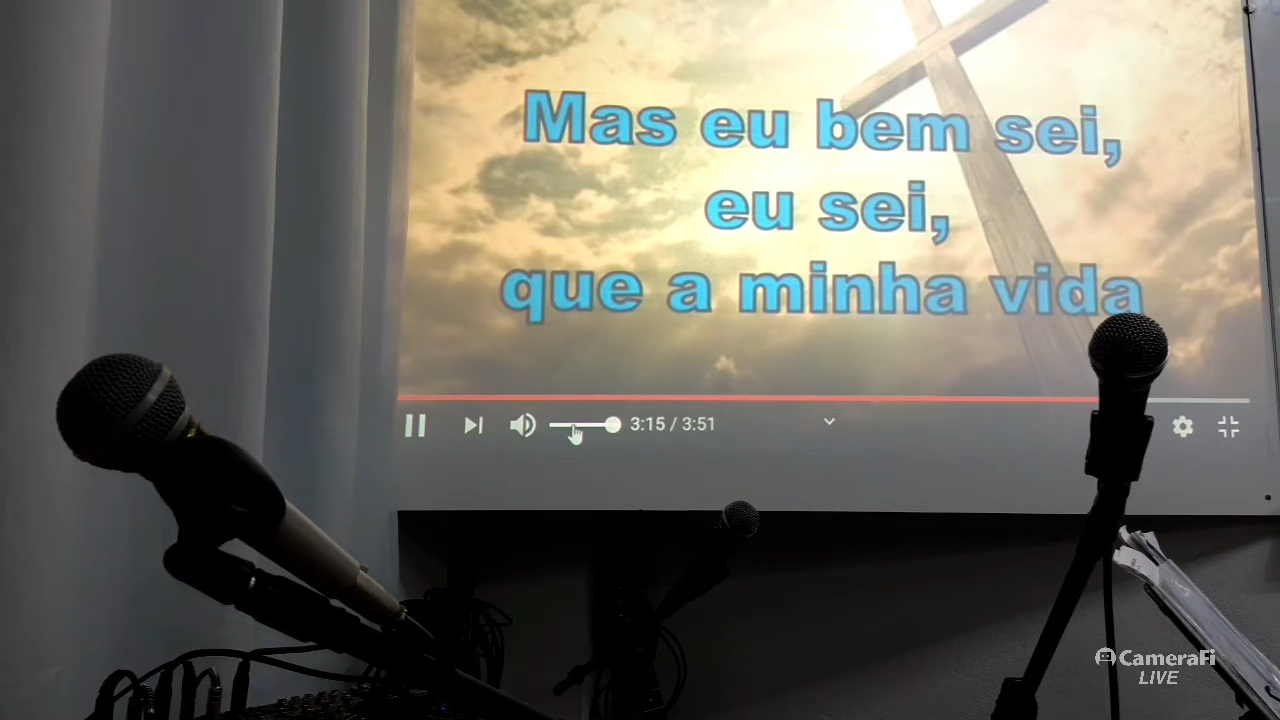 Mas eu bem sei,
eu sei,
que a minha vida
3:15 / 3:51
CameraFi
LIVE